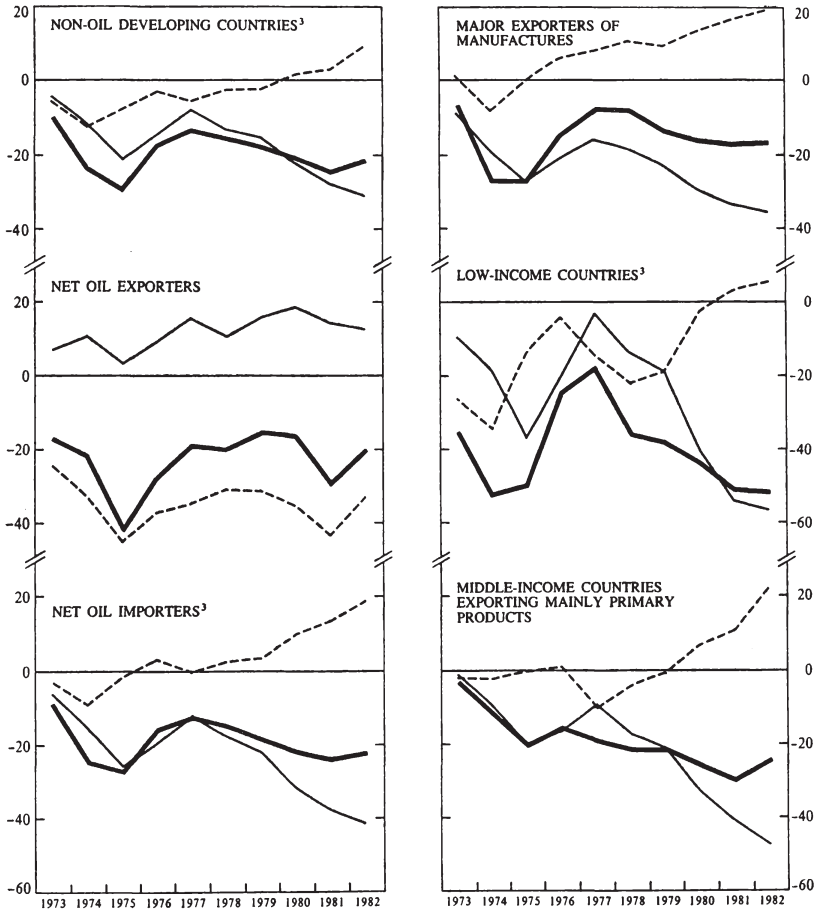 NON-OIL DEVELOPING COUNTRIES³
0
-20
-40
NET OIL EXPORTERS
20
0
-20
-40
NET OIL IMPORTERS³
20
0
-20
-40
-60
1973 1974 1975 1976 1977 1978 1979 1980 1981 1982
MAJOR EXPORTERS OF
MANUFACTURES
20
0
-20
-40
LOW-INCOME COUNTRIES³
0
-20
-40
-60
MIDDLE-INCOME COUNTRIES
EXPORTING MAINLY PRIMARY
PRODUCTS
20
0
-20
-40
-60
1973 1974 1975 1976 1977 1978 1979 1980 1981 1982